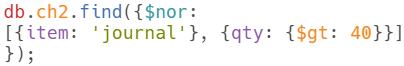 db.ch2.find({$nor:
[{item: 'journal'}, {qty: {$gt: 40}}]
});